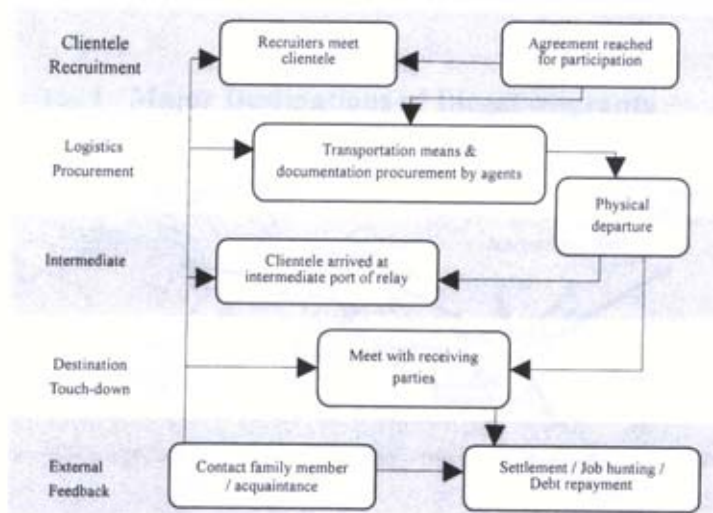 Clientele
Recruitment
Recruiters meet
clientele
Agreement reached
for participation
Logistics
Procurement
Transportation means &
documentation procurement by agents
Physical
departure
Intermediate
Clientele arrived at
intermediate port of relay
Destination
Touch-down
Meet with receiving
parties
External
Feedback
Contact family member
/ acquaintance
Settlement / Job hunting /
Debt repayment